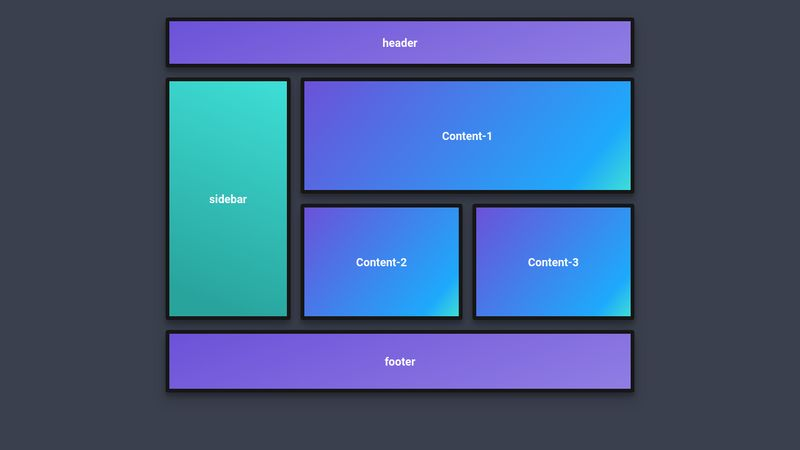 header
sidebar
Content-1
Content-2
Content-3
footer